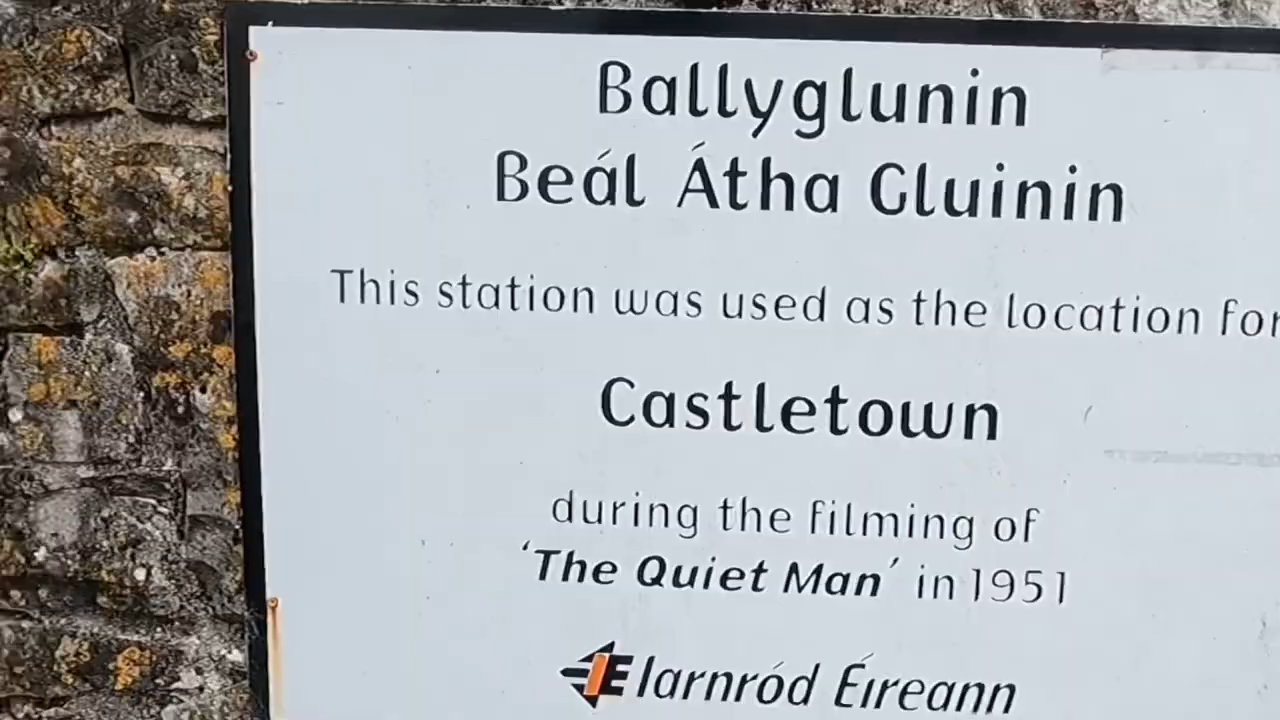 Ballyglunin
Beál Átha Gluinin
This station was used as the location for
Castletown
during the filming of
‘The Quiet Man’ in 1951
IE Iarnród Éireann